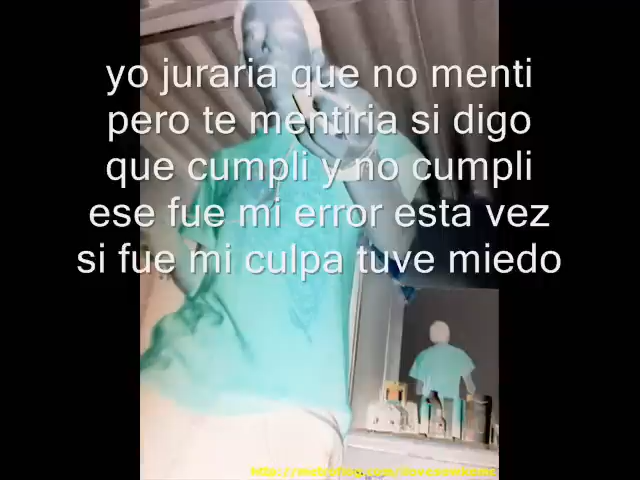 yo juraria que no menti
pero te mentiria si digo
que cumpli y no cumpli
ese fue mi error esta vez
si fue mi culpa tuve miedo